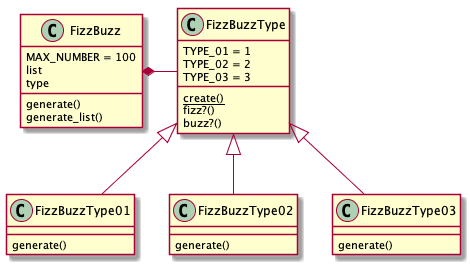 C FizzBuzz
MAX_NUMBER = 100
list
type
generate()
generate_list()
C FizzBuzzType
TYPE_01 = 1
TYPE_02 = 2
TYPE_03 = 3
create()
fizz?()
buzz?()
C FizzBuzzType01
generate()
C FizzBuzzType02
generate()
C FizzBuzzType03
generate()